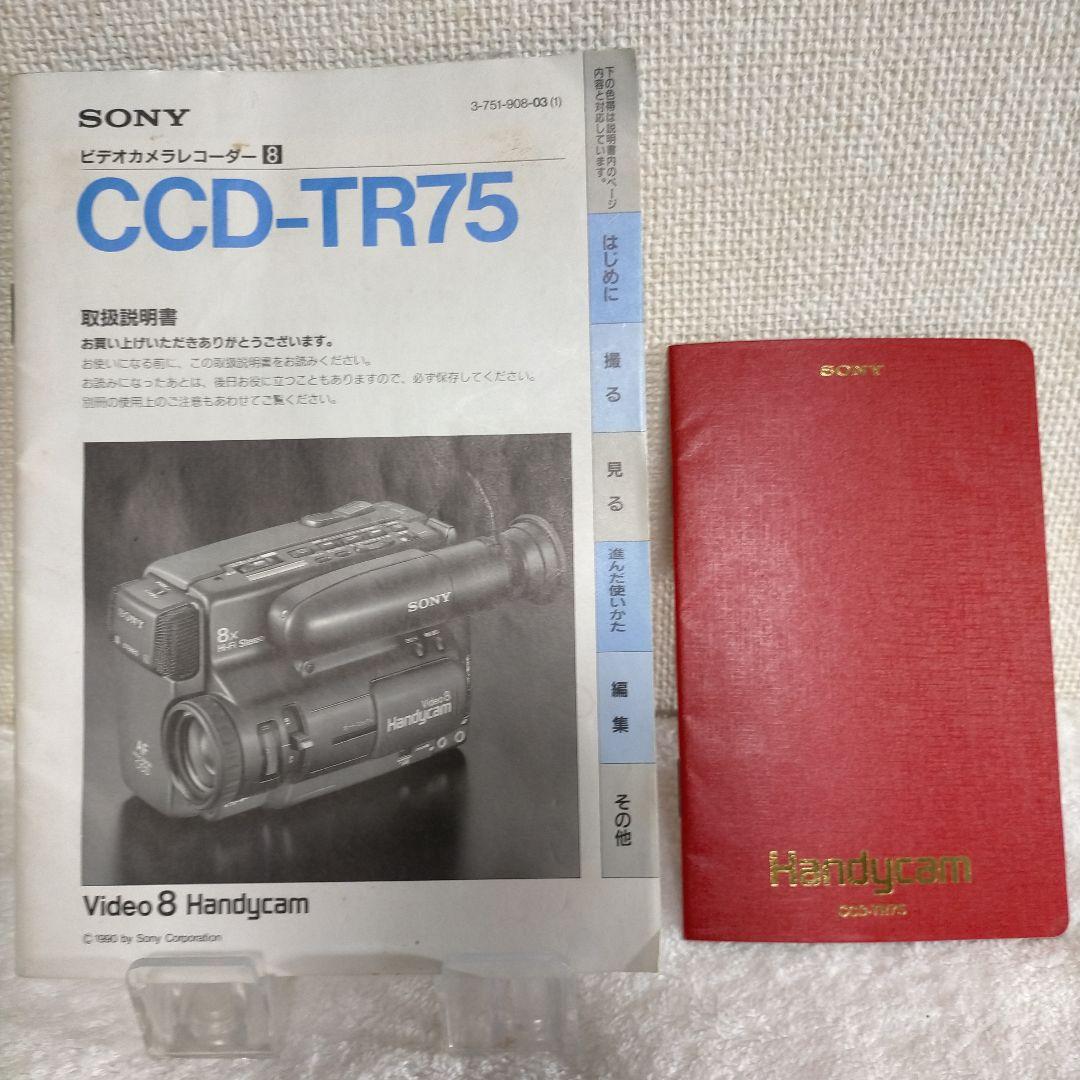 SONY
3-751-908-03 (1)
ビデオカメラレコーダー 8
CCD-TR75
取扱説明書
お買い上げいただきありがとうございます。
お使いになる前に、この取扱説明書をお読みください。
お読みになったあとは、後日お役に立つこともありますので、必ず保存してください。
別冊の使用上のご注意もあわせてご覧ください。
SONY
8x
Hi-Fi Stereo
SONY
Video 8
Handycam
AF
Video 8 Handycam
© 1990 by Sony Corporation
下の色帯は説明書内のページ
内容と対応しています。
はじめに
撮る
見る
進んだ使いかた
編集
その他
SONY
Handycam
CCD-TR75